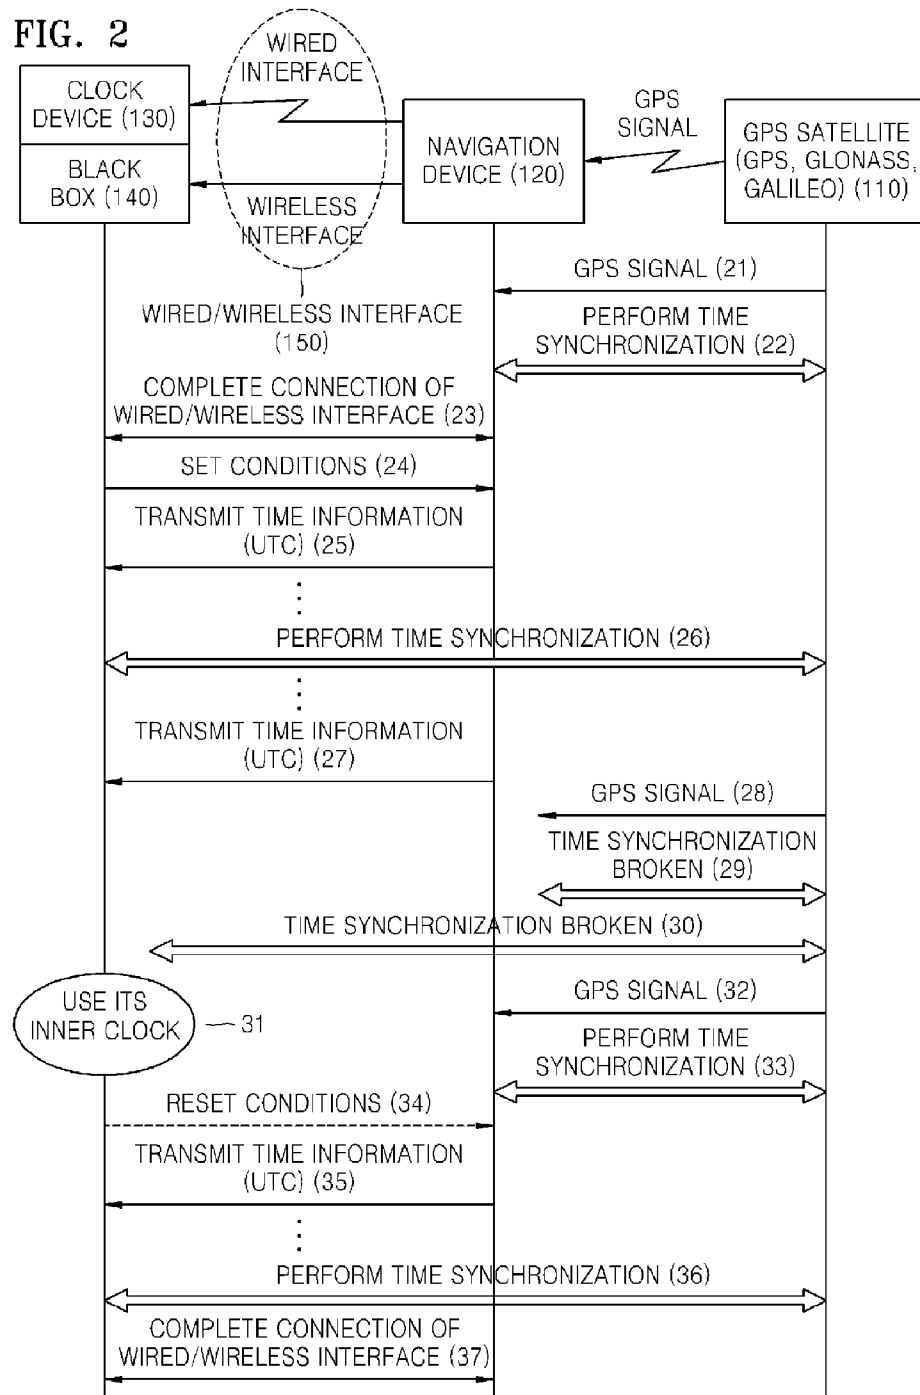 FIG. 2
WIRED
INTERFACE
CLOCK
DEVICE (130)
BLACK
BOX (140)
WIRELESS
INTERFACE
NAVIGATION
DEVICE (120)
GPS
SIGNAL
GPS SATELLITE
(GPS, GLONASS,
GALILEO) (110)
WIRED/WIRELESS INTERFACE
(150)
GPS SIGNAL (21)
PERFORM TIME
SYNCHRONIZATION (22)
COMPLETE CONNECTION OF
WIRED/WIRELESS INTERFACE (23)
SET CONDITIONS (24)
TRANSMIT TIME INFORMATION
(UTC) (25)
PERFORM TIME SYNCHRONIZATION (26)
TRANSMIT TIME INFORMATION
(UTC) (27)
GPS SIGNAL (28)
TIME SYNCHRONIZATION
BROKEN (29)
TIME SYNCHRONIZATION BROKEN (30)
USE ITS
INNER CLOCK
31
GPS SIGNAL (32)
PERFORM TIME
SYNCHRONIZATION (33)
RESET CONDITIONS (34)
TRANSMIT TIME INFORMATION
(UTC) (35)
PERFORM TIME SYNCHRONIZATION (36)
COMPLETE CONNECTION OF
WIRED/WIRELESS INTERFACE (37)